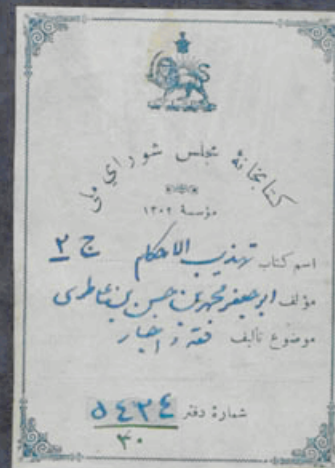 کتابخانهٔ مجلس شورای ملی
مؤسسهٔ ۱۳۰۲
اسم کتاب تهذیب الاحکام ج ۲
مؤلف ابوجعفر محمد بن حسن بن علی طوسی
موضوع تألیف فقه و اخبار
شمارهٔ دفتر ۵۴۳۴
۳۰